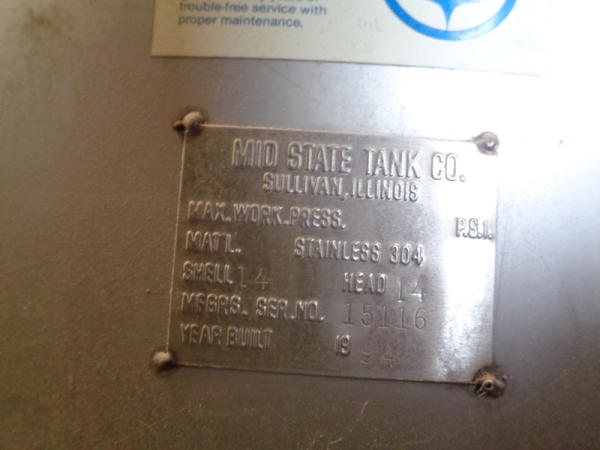 trouble-free service with
proper maintenance.
MID STATE TANK CO.
SULLIVAN, ILLINOIS
MAX. WORK. PRESS. P.S.I.
MAT'L. STAINLESS 304
SHELL 14 HEAD 14
MFGRS. SER. NO. 15116
YEAR BUILT 19